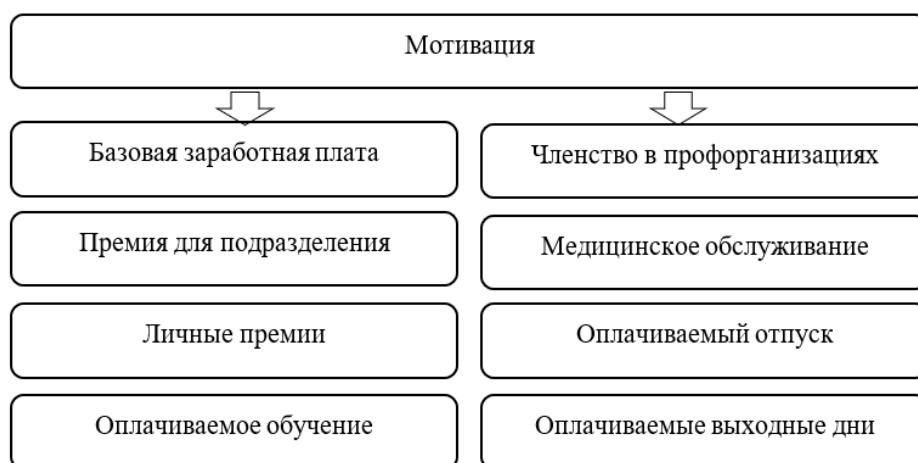 Мотивация
Базовая заработная плата
Членство в профорганизациях
Премия для подразделения
Медицинское обслуживание
Личные премии
Оплачиваемый отпуск
Оплачиваемое обучение
Оплачиваемые выходные дни